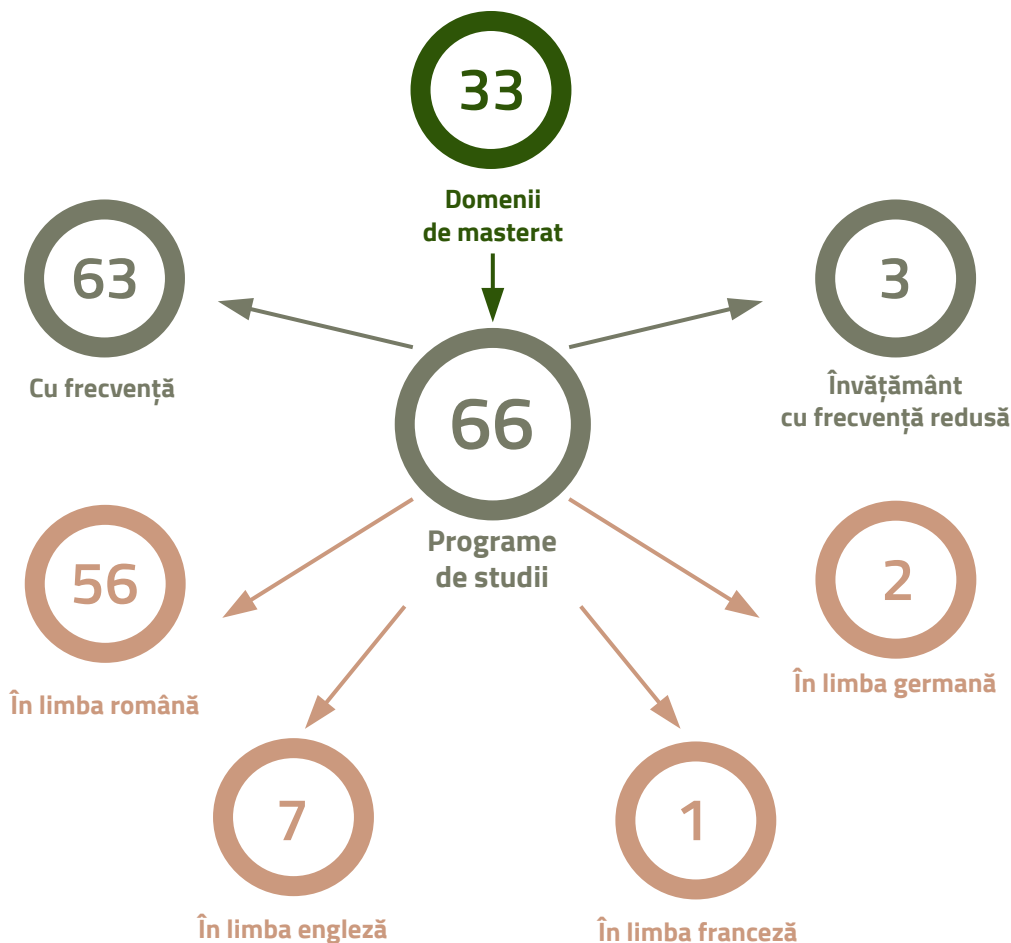 33
Domenii
de masterat
63
Cu frecvență
3
Învățământ
cu frecvență redusă
66
Programe
de studii
56
În limba română
2
În limba germană
7
În limba engleză
1
În limba franceză